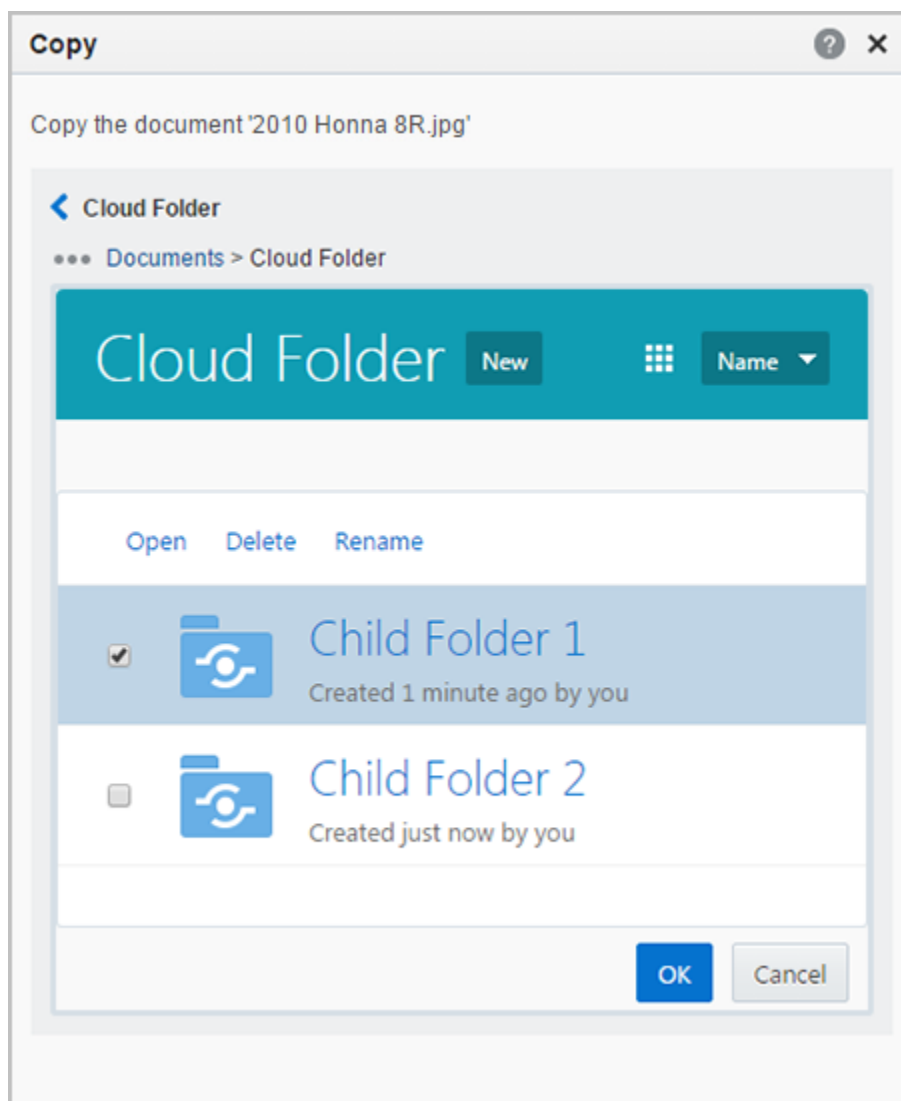 Copy ?
Copy the document '2010 Honna 8R.jpg'
Cloud Folder
Documents > Cloud Folder
Cloud Folder New Name
Open Delete Rename
Child Folder 1
Created 1 minute ago by you
Child Folder 2
Created just now by you
OK Cancel